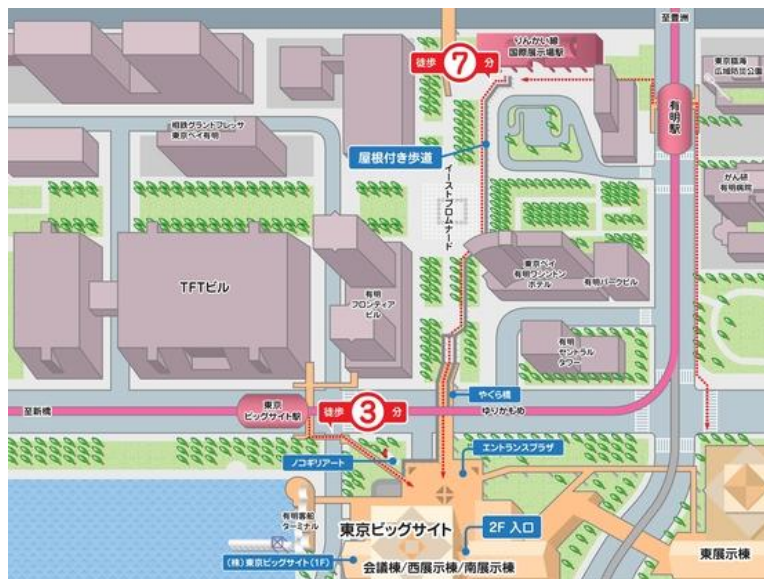 至豊洲
りんかい線
国際展示場駅
徒歩 7 分
東京臨海
広域防災公園
有明駅
相鉄グランドフレッサ
東京ベイ有明
屋根付き歩道
がん研
有明病院
イーストプロムナード
TFTビル
東京ベイ
有明ワシントン
ホテル
有明パークビル
有明
フロンティア
ビル
有明
セントラル
タワー
やぐら橋
至新橋
東京
ビッグサイト駅
徒歩 3 分
ゆりかもめ
ノコギリアート
エントランスプラザ
有明客船
ターミナル
東京ビッグサイト
2F 入口
(株)東京ビッグサイト(1F)
会議棟/西展示棟/南展示棟
東展示棟